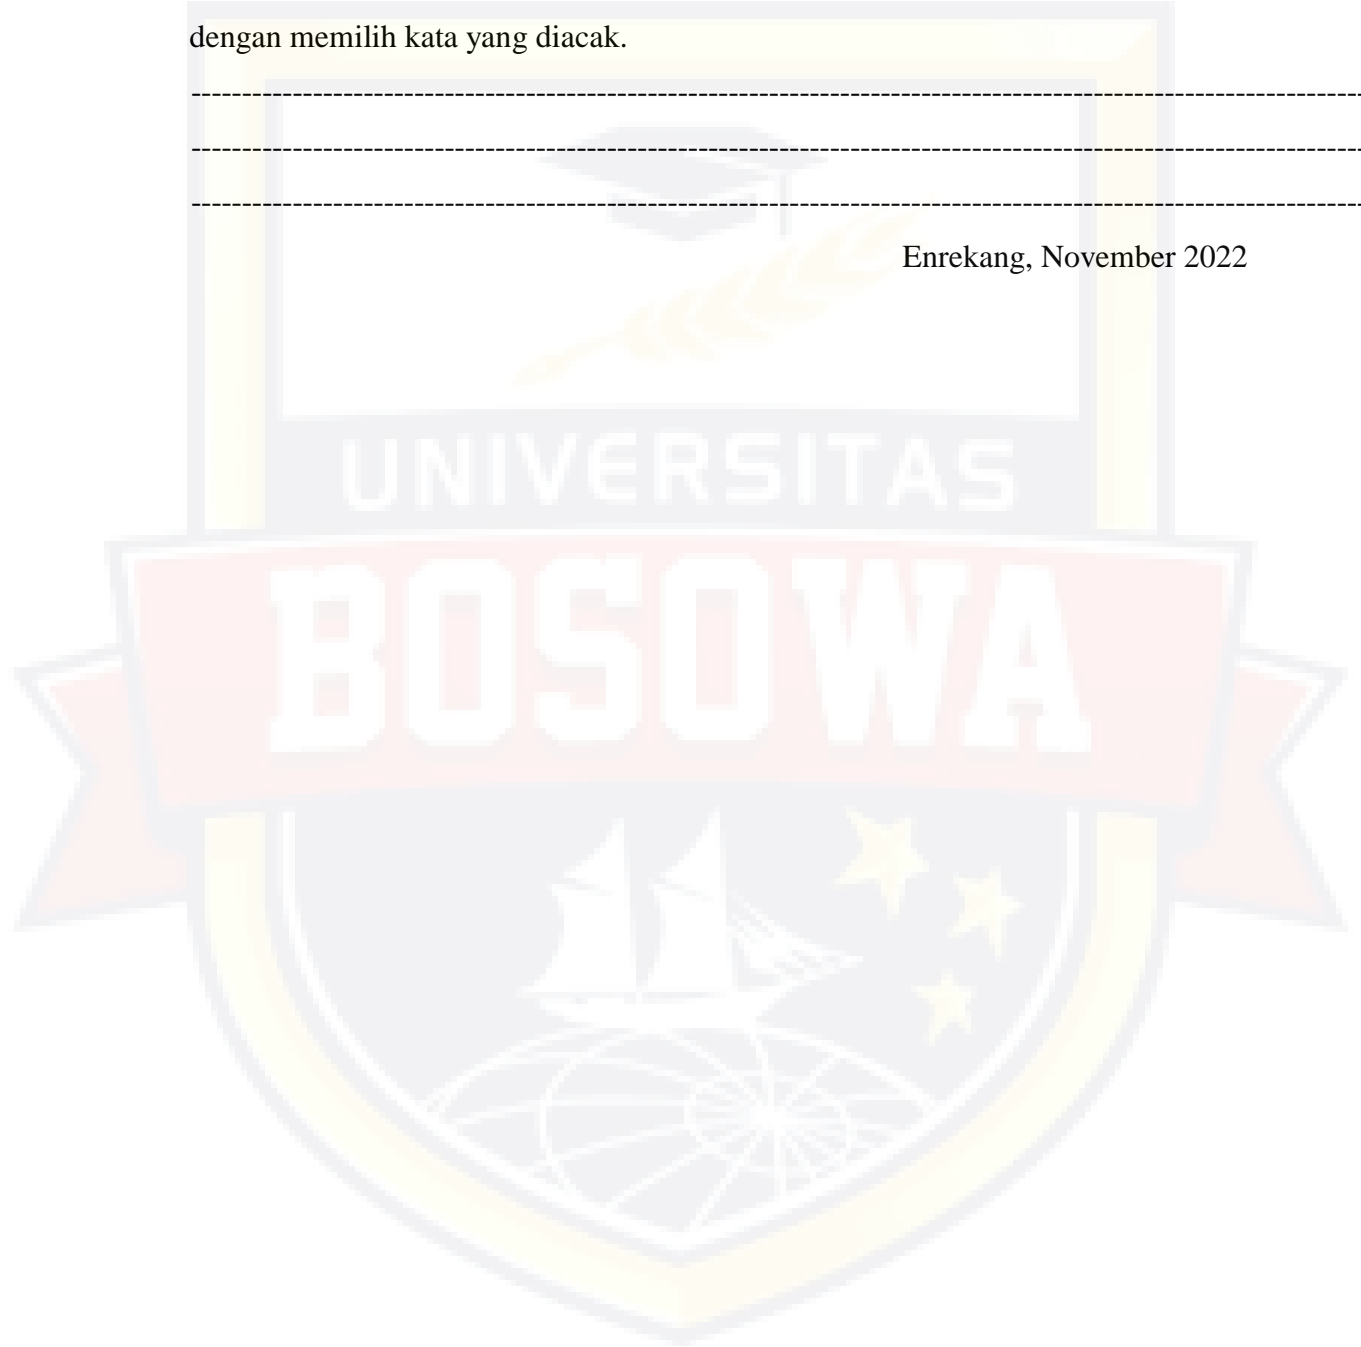 dengan memilih kata yang diacak.
--------------------------------------------------------------------------------
--------------------------------------------------------------------------------
--------------------------------------------------------------------------------
Enrekang, November 2022
UNIVERSITAS
BOSOWA